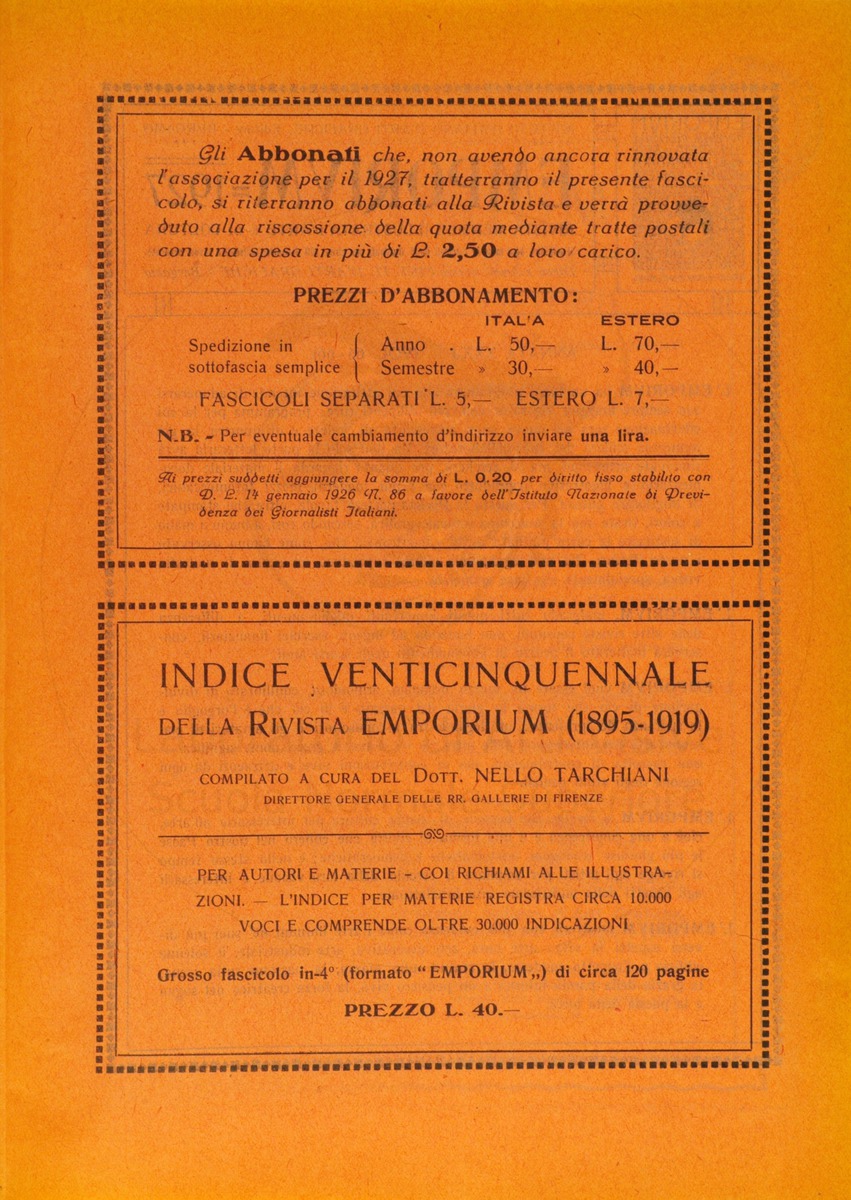 Gli Abbonati che, non avendo ancora rinnovata
l'associazione per il 1927, tratterranno il presente fasci-
colo, si riterranno abbonati alla Rivista e verrà provve-
duto alla riscossione della quota mediante tratte postali
con una spesa in più di L. 2,50 a loro carico.
PREZZI D'ABBONAMENTO:
ITAL'A ESTERO
Spedizione in sottofascia semplice { Anno . L. 50,— L. 70,—
Semestre » 30,— » 40,—
FASCICOLI SEPARATI L. 5,— ESTERO L. 7,—
N.B. - Per eventuale cambiamento d'indirizzo inviare una lira.
Ai prezzi suddetti aggiungere la somma di L. 0.20 per diritto fisso stabilito con
D. L. 14 gennaio 1926 N. 86 a favore dell'Istituto Nazionale di Previ-
denza dei Giornalisti Italiani.
INDICE VENTICINQUENNALE
DELLA RIVISTA EMPORIUM (1895-1919)
COMPILATO A CURA DEL DOTT. NELLO TARCHIANI
DIRETTORE GENERALE DELLE RR. GALLERIE DI FIRENZE
PER AUTORI E MATERIE - COI RICHIAMI ALLE ILLUSTRA-
ZIONI. — L'INDICE PER MATERIE REGISTRA CIRCA 10.000
VOCI E COMPRENDE OLTRE 30.000 INDICAZIONI
Grosso fascicolo in-4° (formato "EMPORIUM„) di circa 120 pagine
PREZZO L. 40.—